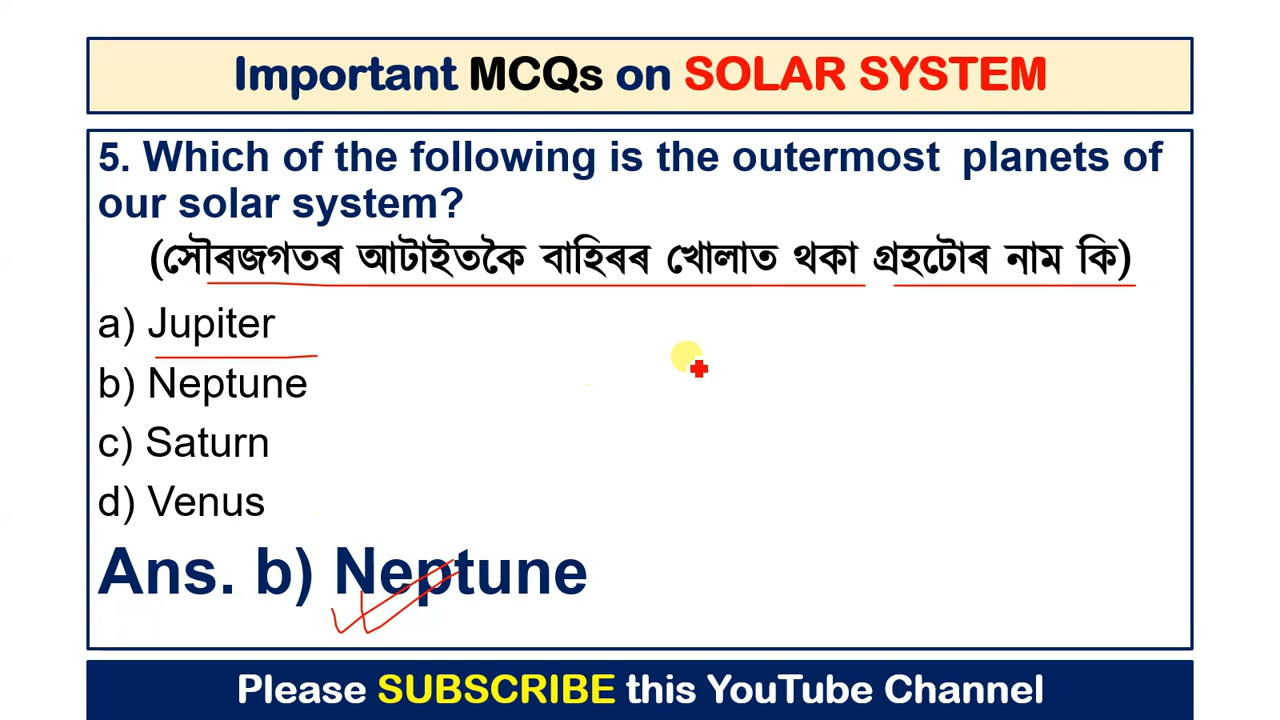 Important MCQs on SOLAR SYSTEM
5. Which of the following is the outermost planets of
our solar system?
(সৌৰজগতৰ আটাইতকৈ বাহিৰৰ খোলাত থকা গ্ৰহটোৰ নাম কি)
a) Jupiter
b) Neptune
c) Saturn
d) Venus
Ans. b) Neptune
Please SUBSCRIBE this YouTube Channel